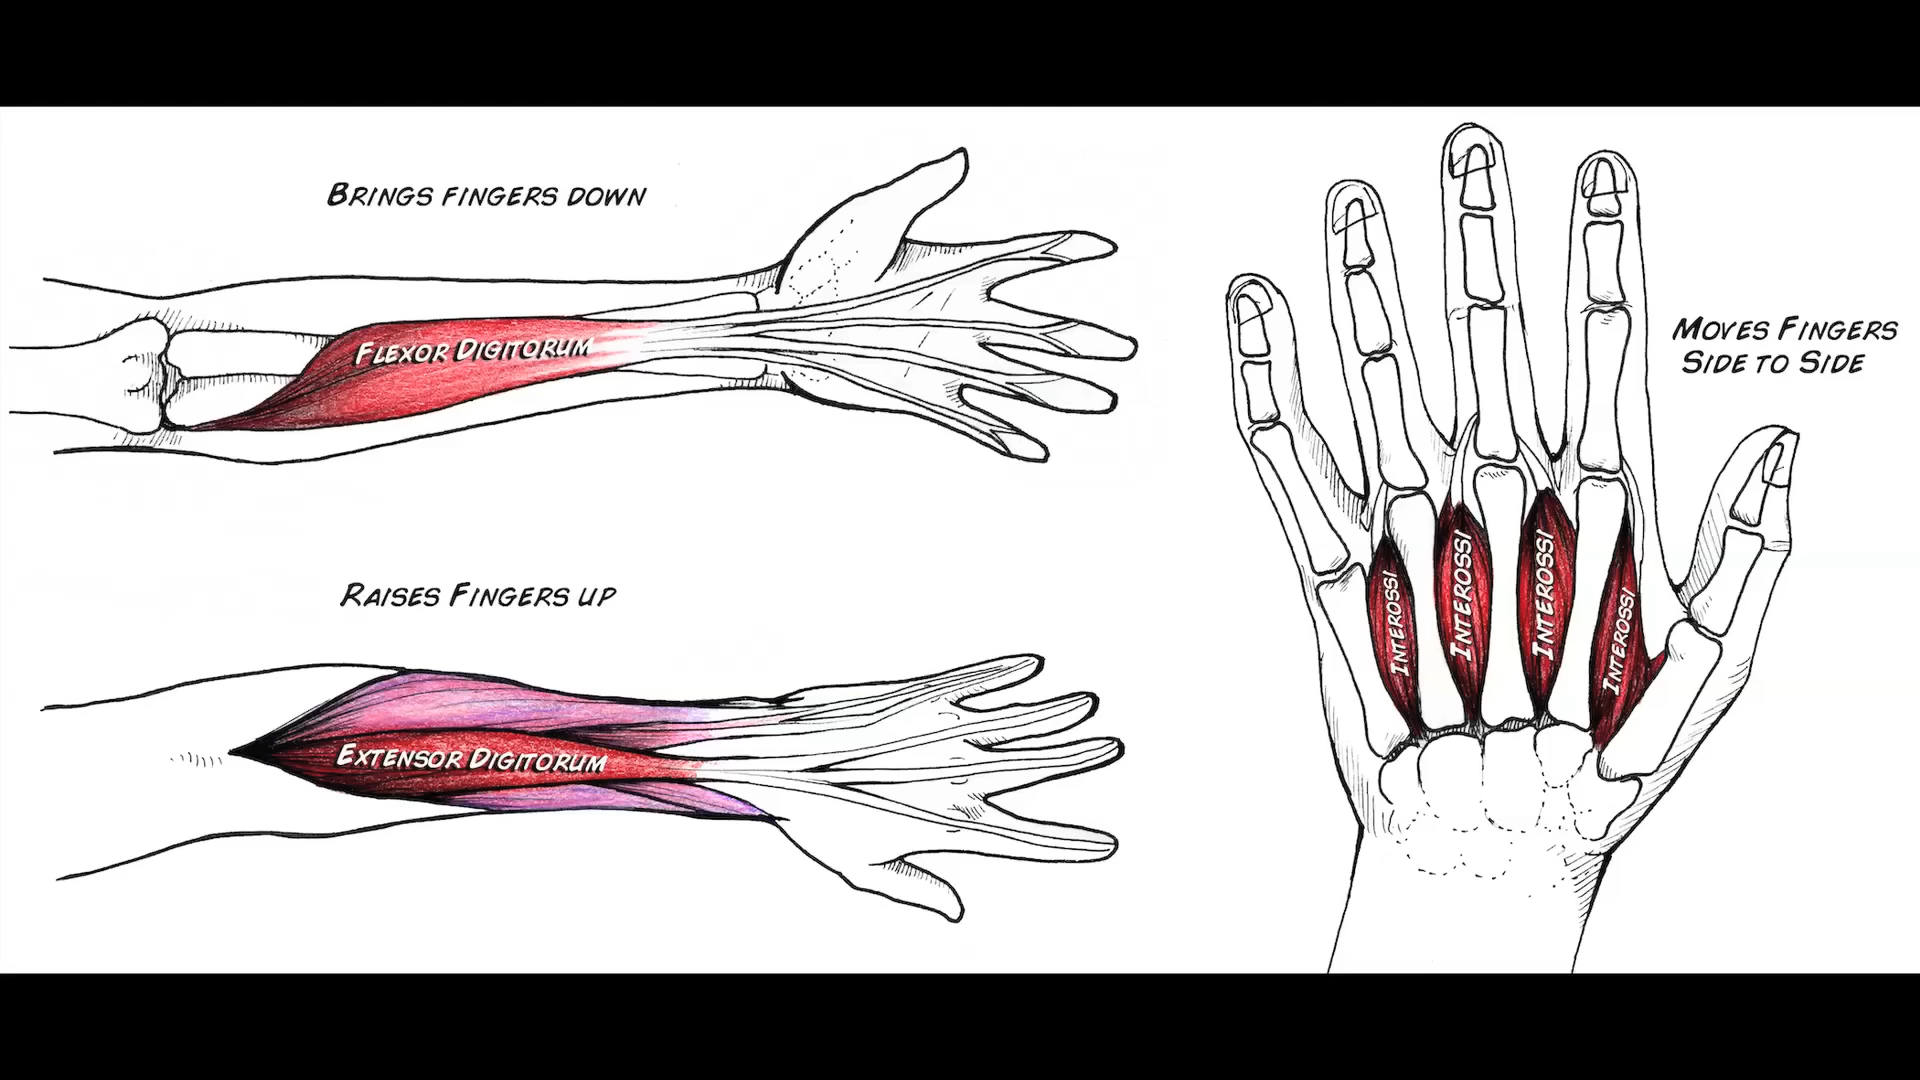 Brings fingers down
Flexor Digitorum
Raises Fingers up
Extensor Digitorum
Moves Fingers
Side to Side
Interossi
Interossi
Interossi
Interossi